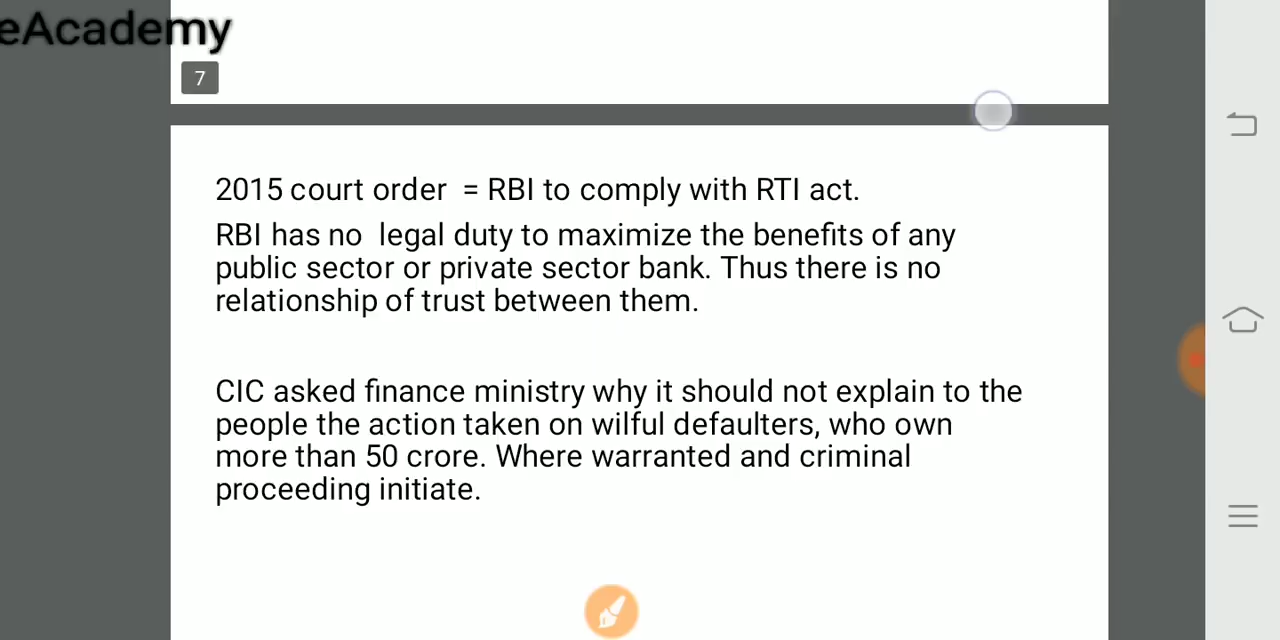 eAcademy
7
2015 court order = RBI to comply with RTI act.
RBI has no legal duty to maximize the benefits of any
public sector or private sector bank. Thus there is no
relationship of trust between them.
CIC asked finance ministry why it should not explain to the
people the action taken on wilful defaulters, who own
more than 50 crore. Where warranted and criminal
proceeding initiate.